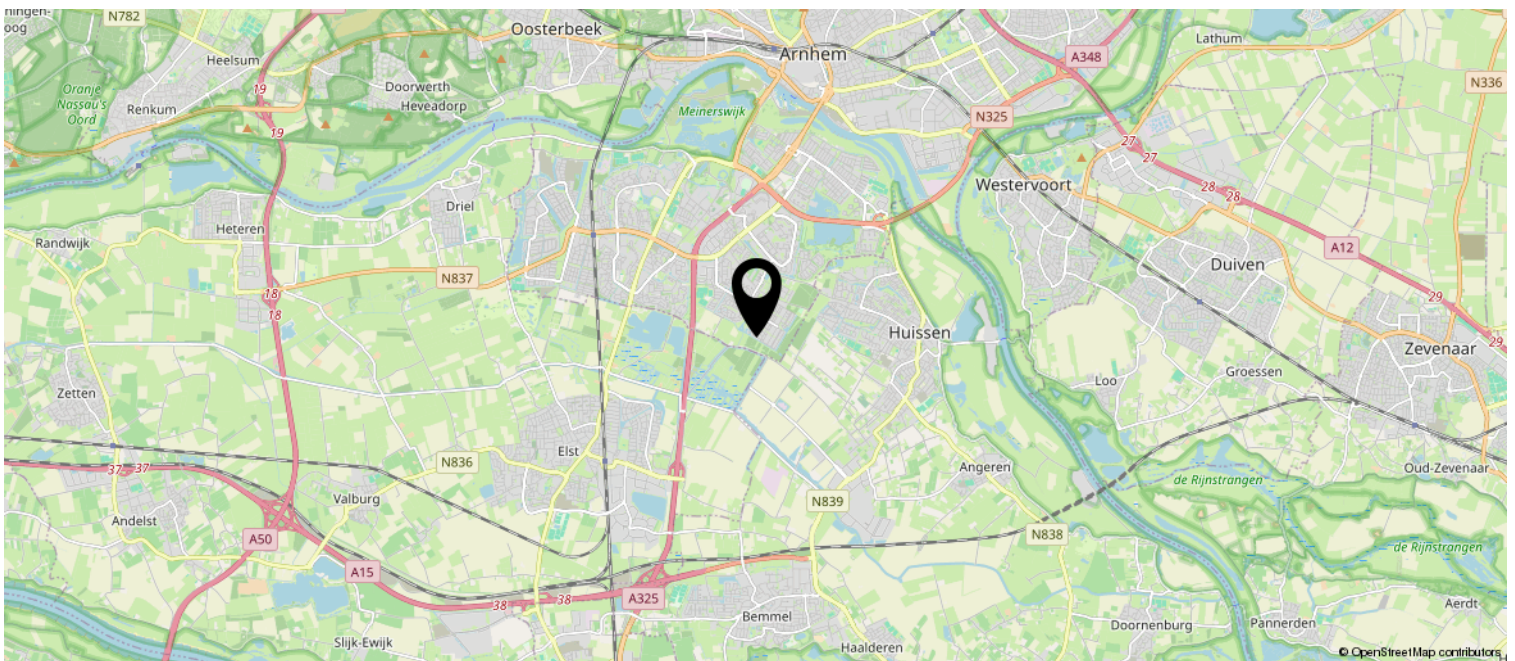 ningen-
oog
N782
Oosterbeek
Arnhem
Lathum
Heelsum
A348
N336
Oranje
Nassau's
Oord
19
Doorwerth
Heveadorp
Renkum
Meinerswijk
N325
19
27
27
Westervoort
28
28
Driel
Heteren
Randwijk
A12
Duiven
N837
18
18
29
29
Huissen
Zevenaar
Groessen
Loo
Zetten
Elst
N836
37
37
Angeren
Oud-Zevenaar
de Rijnstrangen
Valburg
N839
Andelst
A50
N838
de Rijnstrangen
A15
38
38
A325
Bemmel
Aerdt
Doornenburg
Pannerden
Slijk-Ewijk
Haalderen
© OpenStreetMap contributors